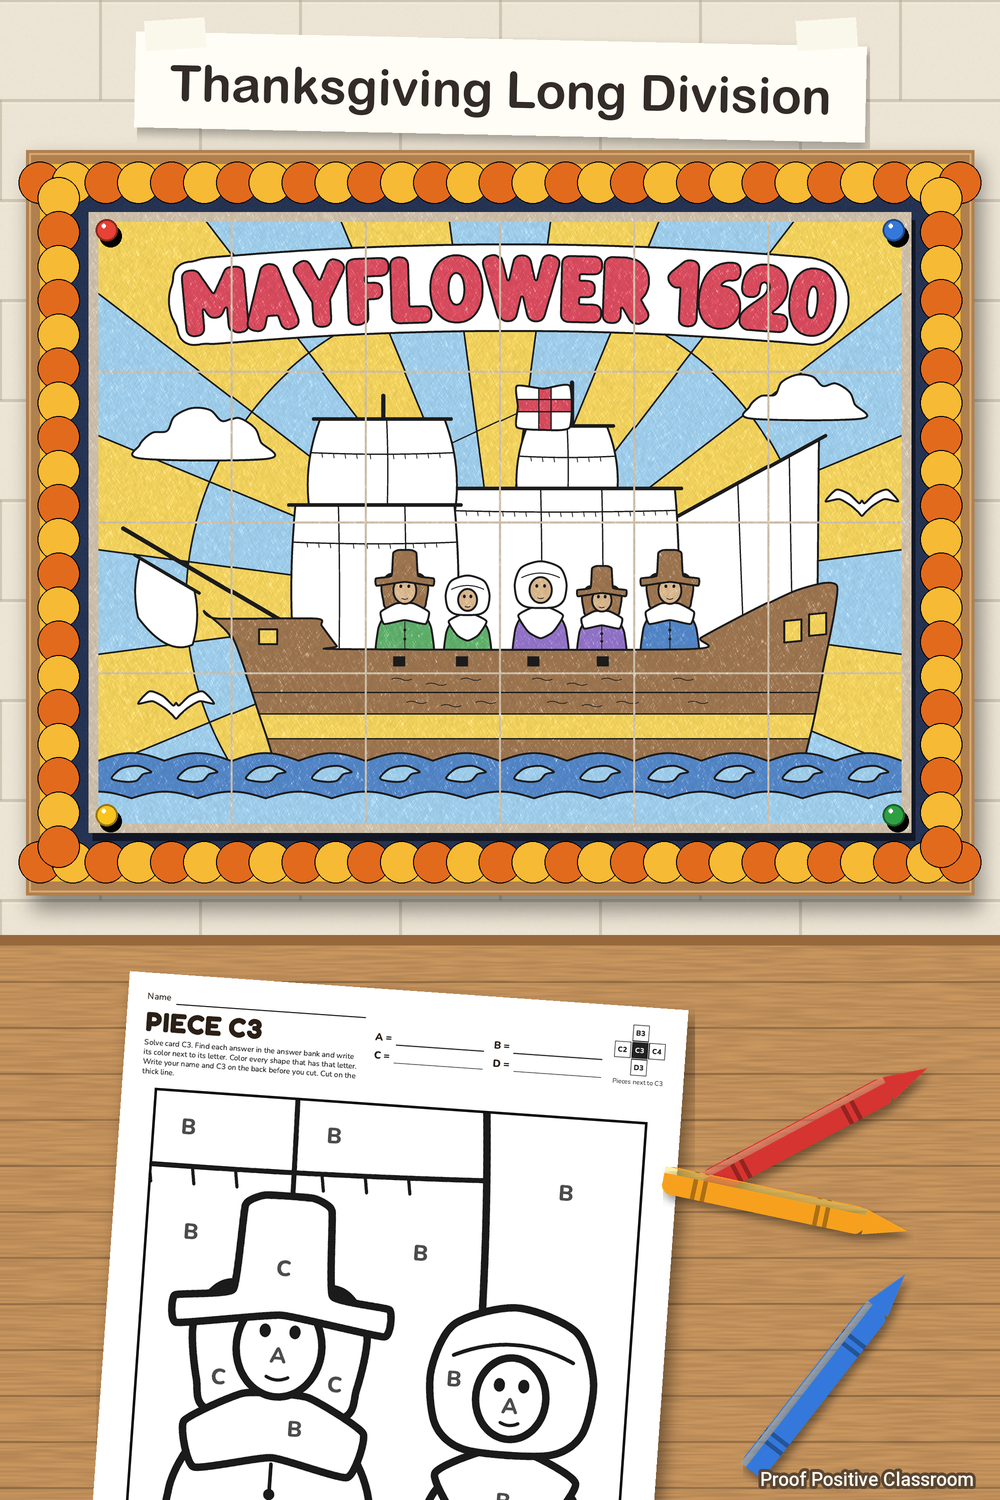 Thanksgiving Long Division
MAYFLOWER 1620
Name
PIECE C3
Solve card C3. Find each answer in the answer bank and write
its color next to its letter. Color every shape that has that letter.
Write your name and C3 on the back before you cut. Cut on the
thick line.
A =
B =
C =
D =
B3
C2 C3 C4
D3
Pieces next to C3
B
B
B
B
B
C
A
C
C
B
B
A
Proof Positive Classroom